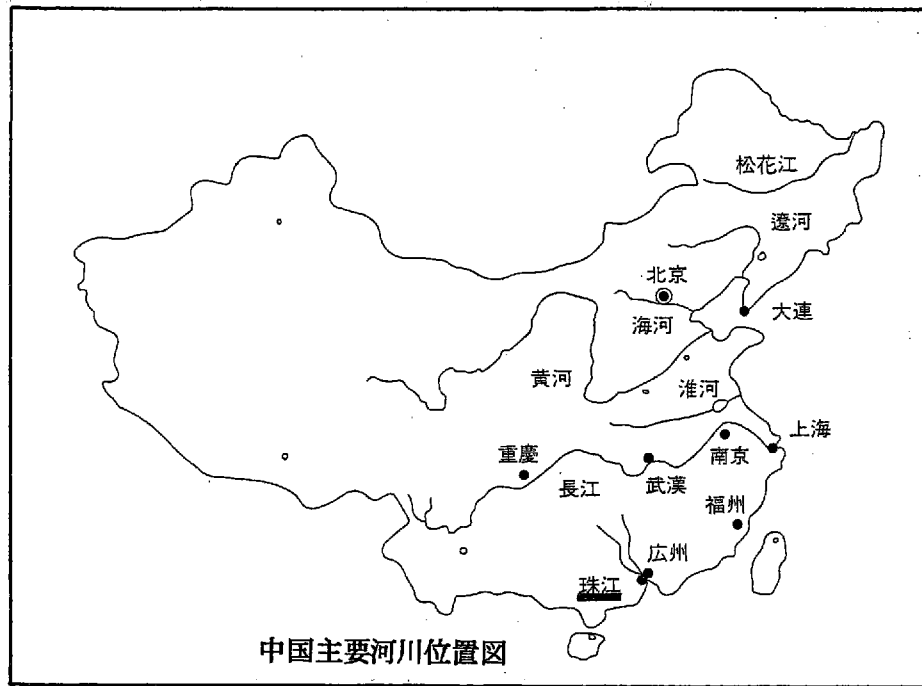 松花江
遼河
北京
大連
海河
黄河
淮河
上海
重慶
南京
長江
武漢
福州
広州
珠江
中国主要河川位置図